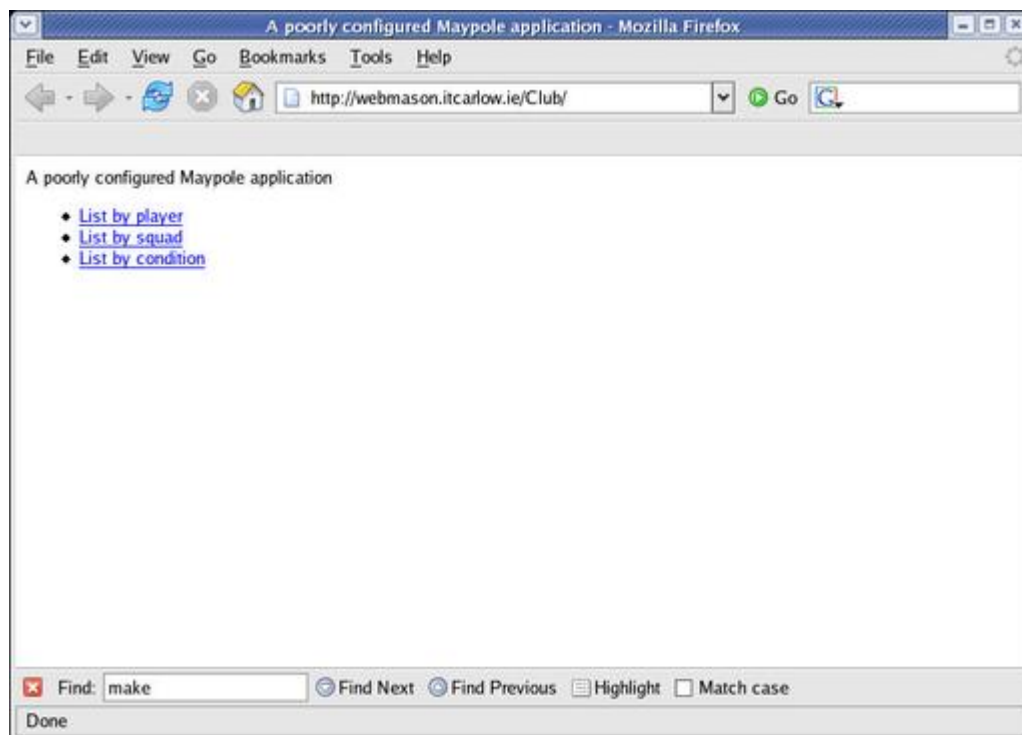 A poorly configured Maypole application - Mozilla Firefox
File Edit View Go Bookmarks Tools Help
http://webmason.itcarlow.ie/Club/ Go G
A poorly configured Maypole application
List by player
List by squad
List by condition
Find: make Find Next Find Previous Highlight Match case
Done